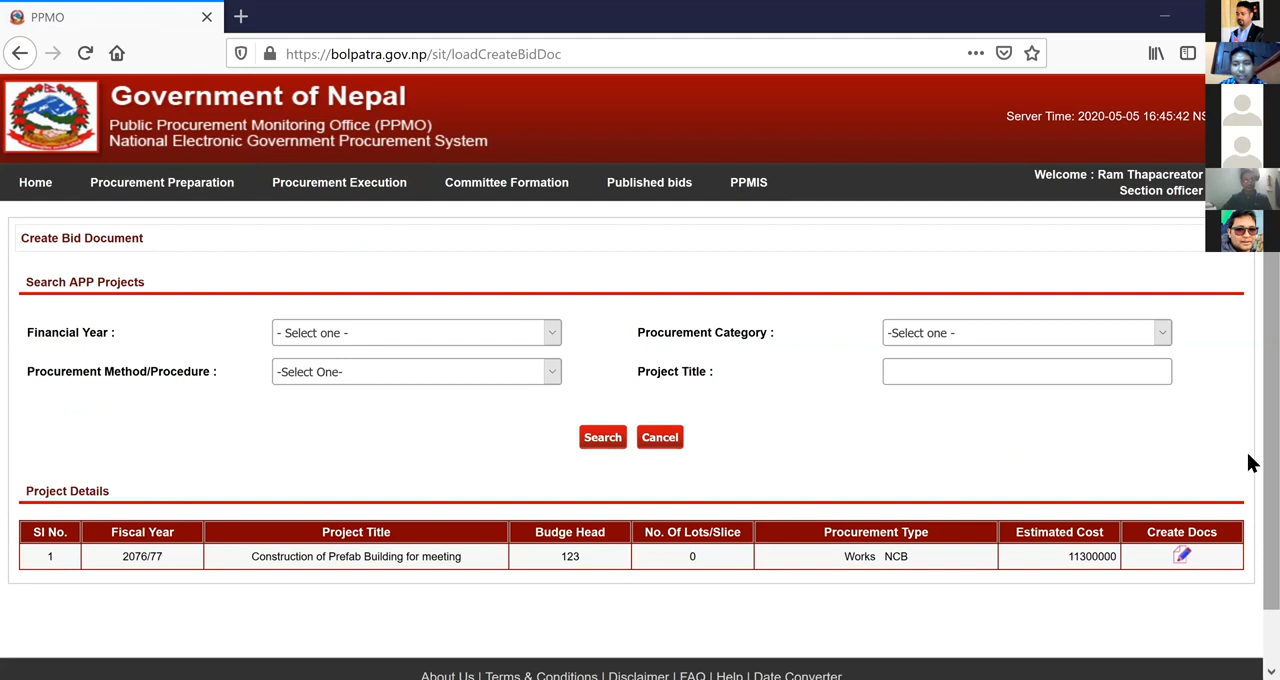 PPMO
https://bolpatra.gov.np/sit/loadCreateBidDoc
Government of Nepal
Public Procurement Monitoring Office (PPMO)
National Electronic Government Procurement System
Server Time: 2020-05-05 16:45:42
Home Procurement Preparation Procurement Execution Committee Formation Published bids PPMIS
Welcome : Ram Thapacreator
Section officer
Create Bid Document
Search APP Projects
Financial Year : - Select one - Procurement Category : -Select one -
Procurement Method/Procedure : -Select One- Project Title :
Search Cancel
Project Details
Sl No. Fiscal Year Project Title Budge Head No. Of Lots/Slice Procurement Type Estimated Cost Create Docs
1 2076/77 Construction of Prefab Building for meeting 123 0 Works NCB 11300000
About Us | Terms & Conditions | Disclaimer | FAQ | Help | Date Converter